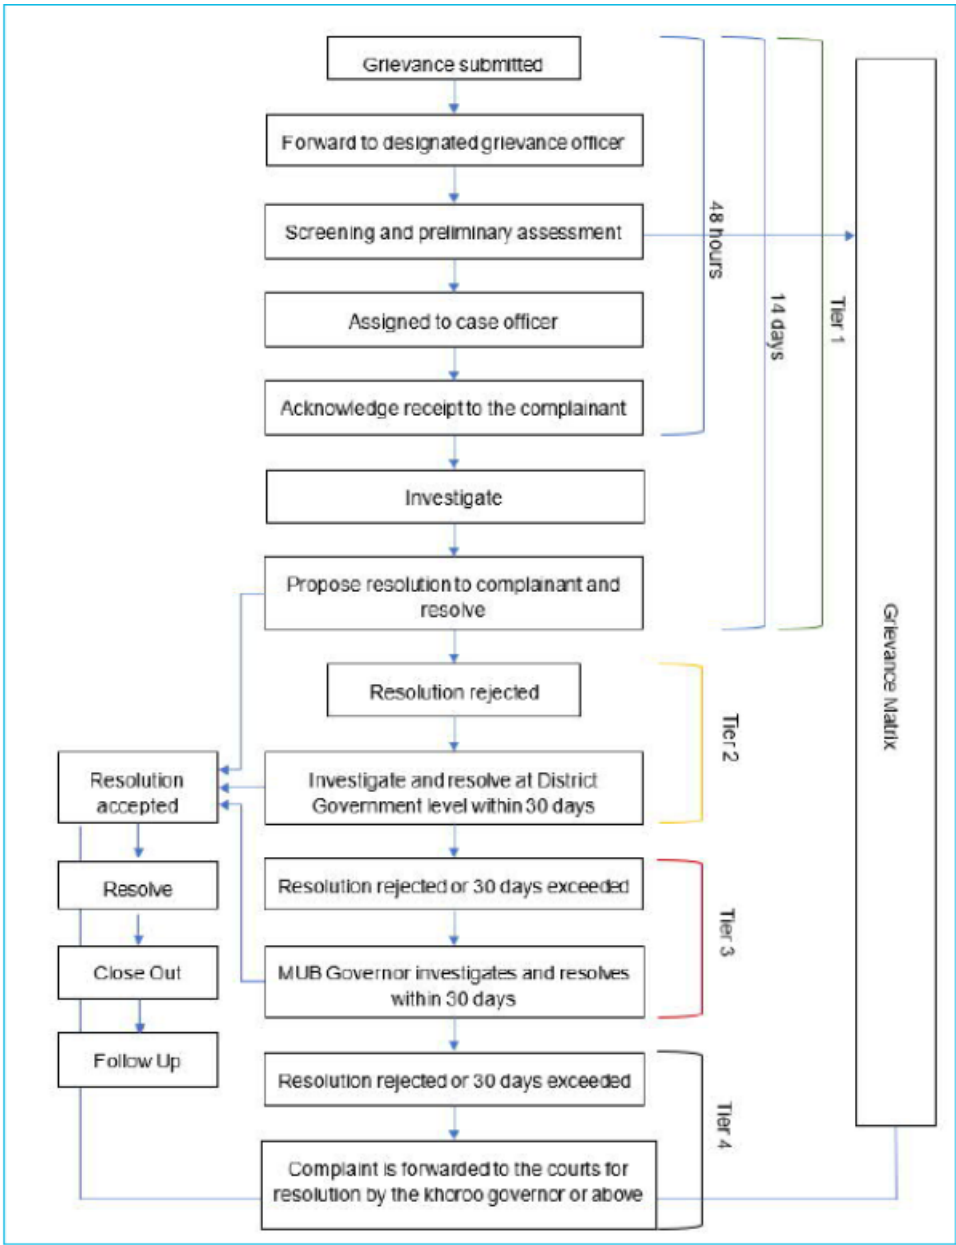 Grievance submitted
Forward to designated grievance officer
Screening and preliminary assessment
Assigned to case officer
Acknowledge receipt to the complainant
Investigate
Propose resolution to complainant and
resolve
48 hours
14 days
Tier 1
Grievance Matrix
Resolution rejected
Investigate and resolve at District
Government level within 30 days
Tier 2
Resolution
accepted
Resolve
Close Out
Follow Up
Resolution rejected or 30 days exceeded
MUB Governor investigates and resolves
within 30 days
Tier 3
Resolution rejected or 30 days exceeded
Complaint is forwarded to the courts for
resolution by the khoroo governor or above
Tier 4